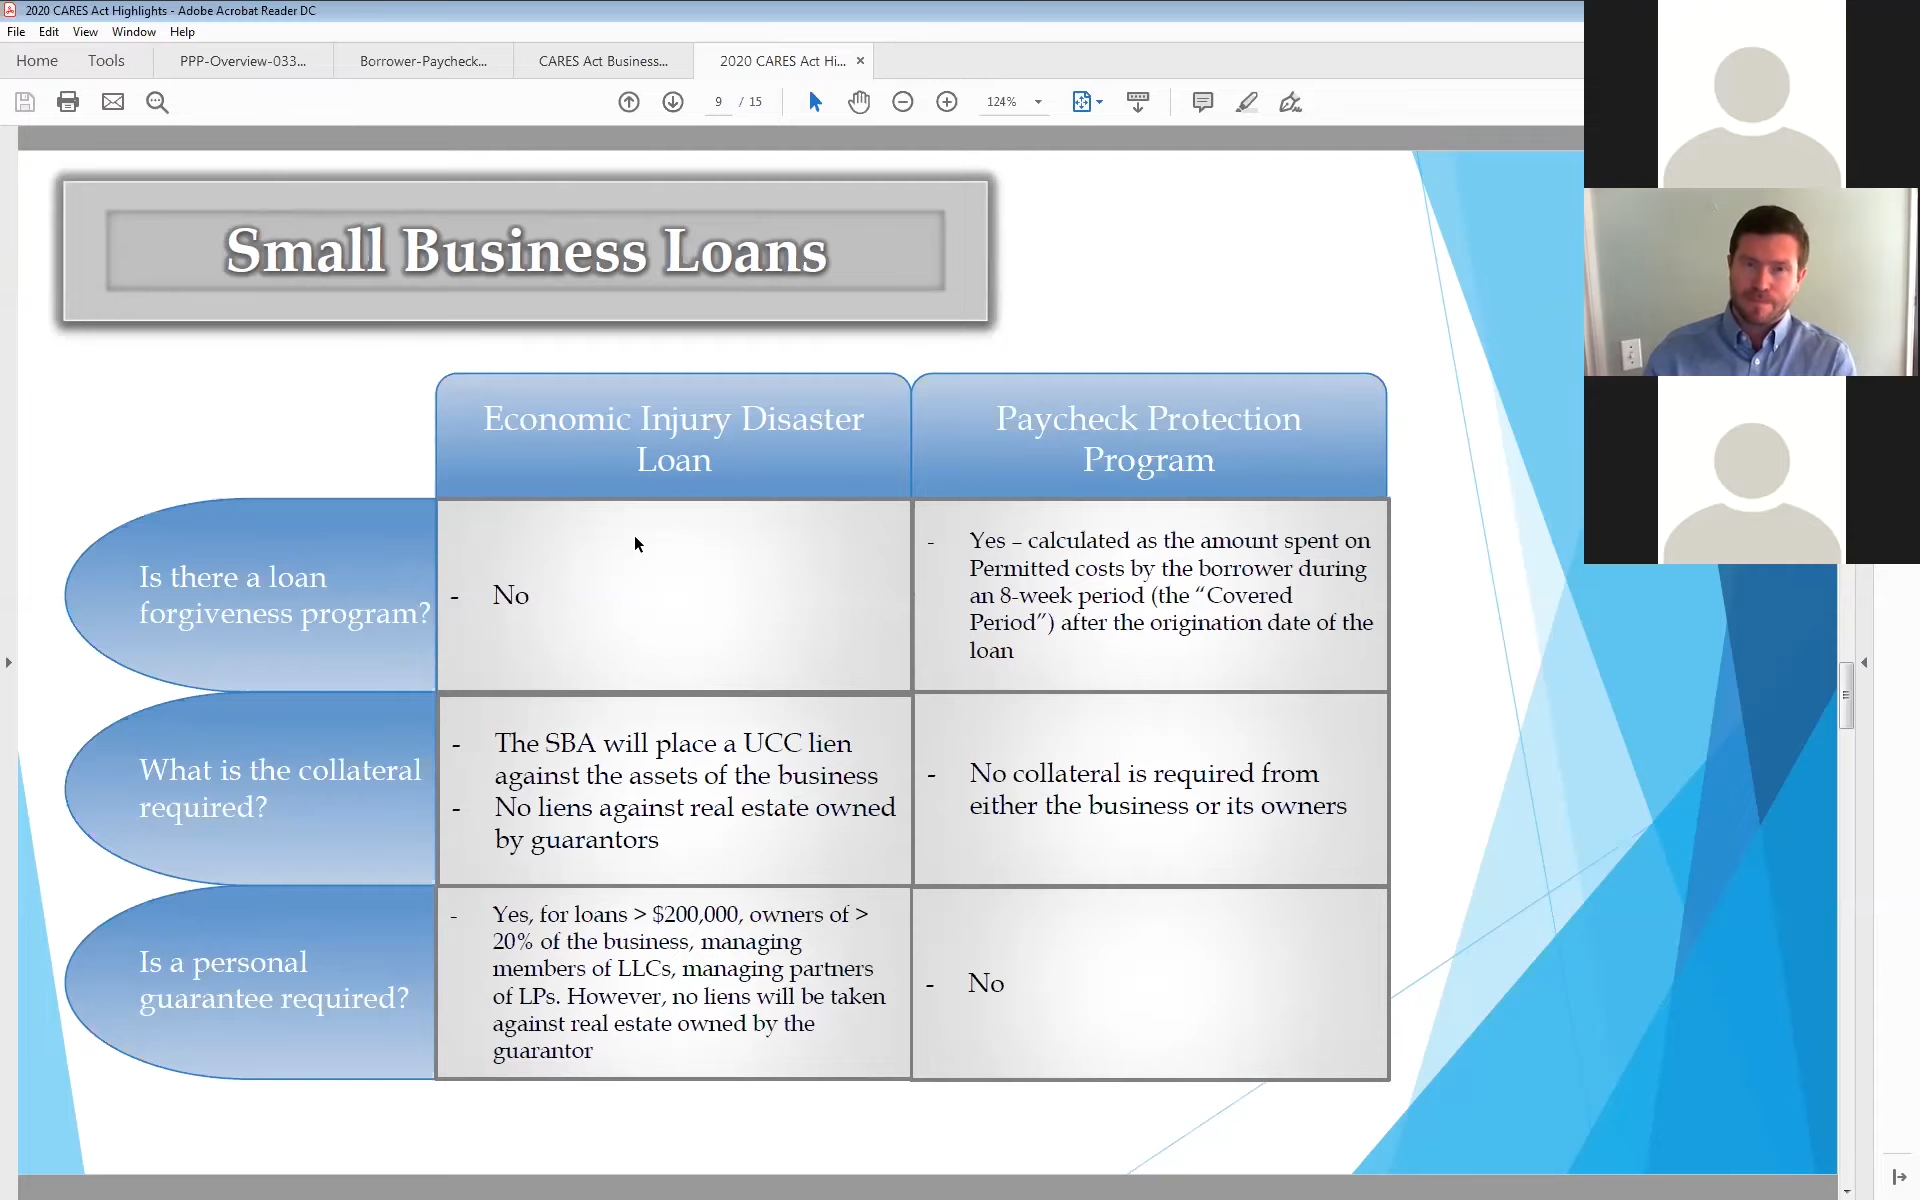 2020 CARES Act Highlights - Adobe Acrobat Reader DC
File Edit View Window Help
Home Tools PPP-Overview-033... Borrower-Paycheck... CARES Act Business... 2020 CARES Act Hi... ×
9 / 15 124%
Small Business Loans
Economic Injury Disaster
Loan
Paycheck Protection
Program
Is there a loan
forgiveness program?
- No
- Yes – calculated as the amount spent on
Permitted costs by the borrower during
an 8-week period (the “Covered
Period”) after the origination date of the
loan
What is the collateral
required?
- The SBA will place a UCC lien
against the assets of the business
- No liens against real estate owned
by guarantors
- No collateral is required from
either the business or its owners
Is a personal
guarantee required?
- Yes, for loans > $200,000, owners of >
20% of the business, managing
members of LLCs, managing partners
of LPs. However, no liens will be taken
against real estate owned by the
guarantor
- No